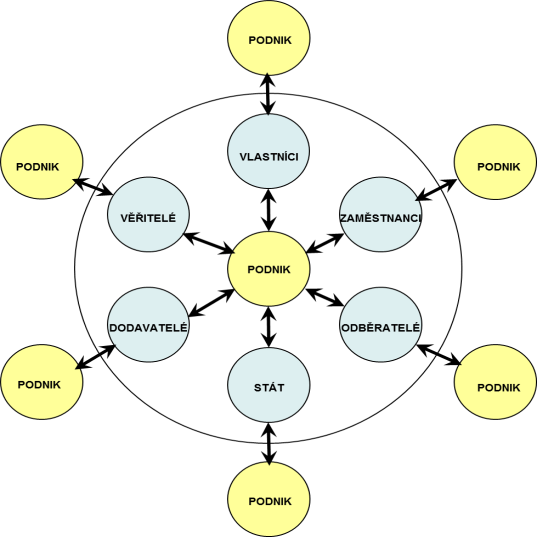 PODNIK
VLASTNÍCI
PODNIK
PODNIK
VĚŘITELÉ
ZAMĚSTNANCI
PODNIK
DODAVATELÉ
ODBĚRATELÉ
PODNIK
STÁT
PODNIK
PODNIK